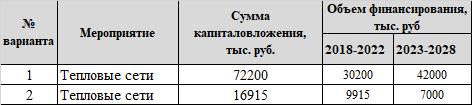 № варианта Мероприятие Сумма капиталовложения, тыс. руб. Объем финансирования, тыс. руб
2018-2022 2023-2028
1 Тепловые сети 72200 30200 42000
2 Тепловые сети 16915 9915 7000